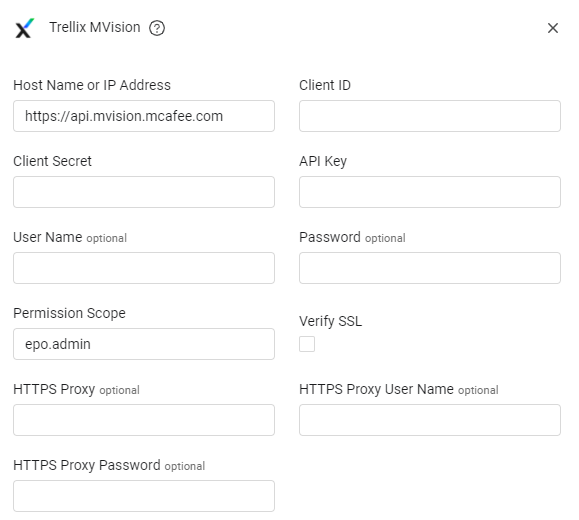 Trellix MVision ?
Host Name or IP Address
Client ID
https://api.mvision.mcafee.com
Client Secret
API Key
User Name optional
Password optional
Permission Scope
Verify SSL
epo.admin
HTTPS Proxy optional
HTTPS Proxy User Name optional
HTTPS Proxy Password optional